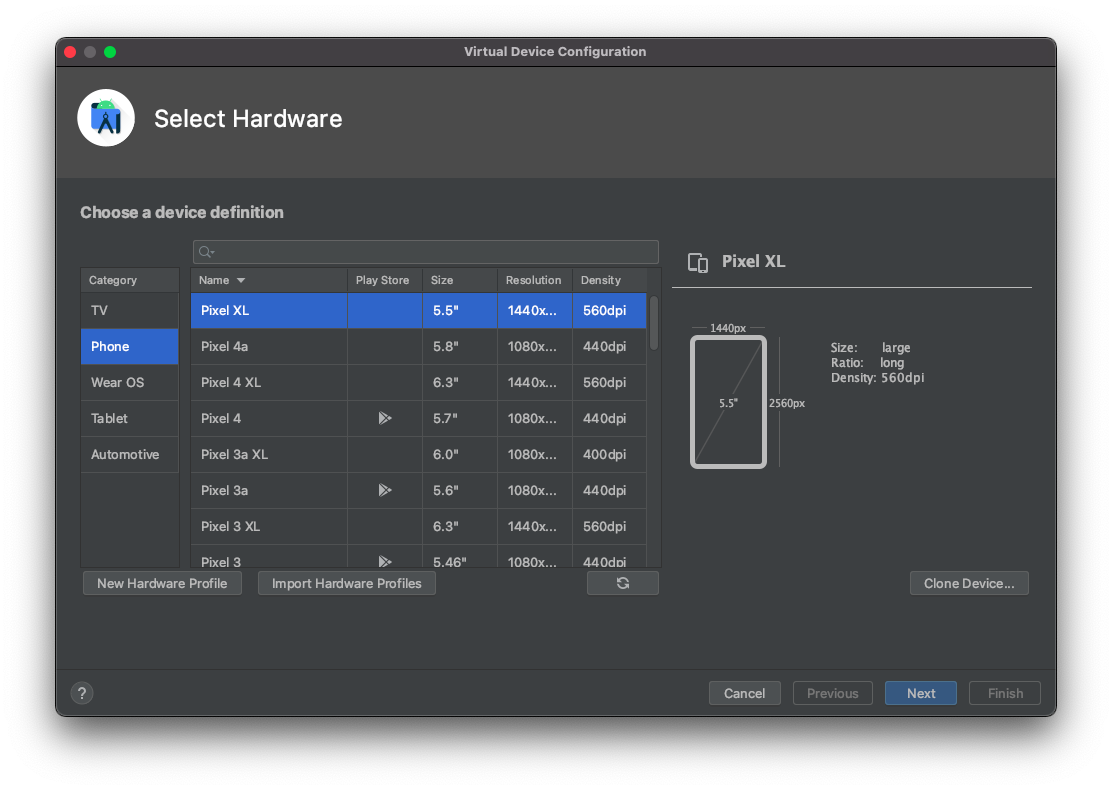 Virtual Device Configuration
Select Hardware
Choose a device definition
Category
TV
Phone
Wear OS
Tablet
Automotive
Name Play Store Size Resolution Density
Pixel XL 5.5" 1440x... 560dpi
Pixel 4a 5.8" 1080x... 440dpi
Pixel 4 XL 6.3" 1440x... 560dpi
Pixel 4 5.7" 1080x... 440dpi
Pixel 3a XL 6.0" 1080x... 400dpi
Pixel 3a 5.6" 1080x... 440dpi
Pixel 3 XL 6.3" 1440x... 560dpi
Pixel 3 5.46" 1080x... 440dpi
New Hardware Profile Import Hardware Profiles
Pixel XL
1440px
5.5"
2560px
Size: large
Ratio: long
Density: 560dpi
Clone Device...
? Cancel Previous Next Finish